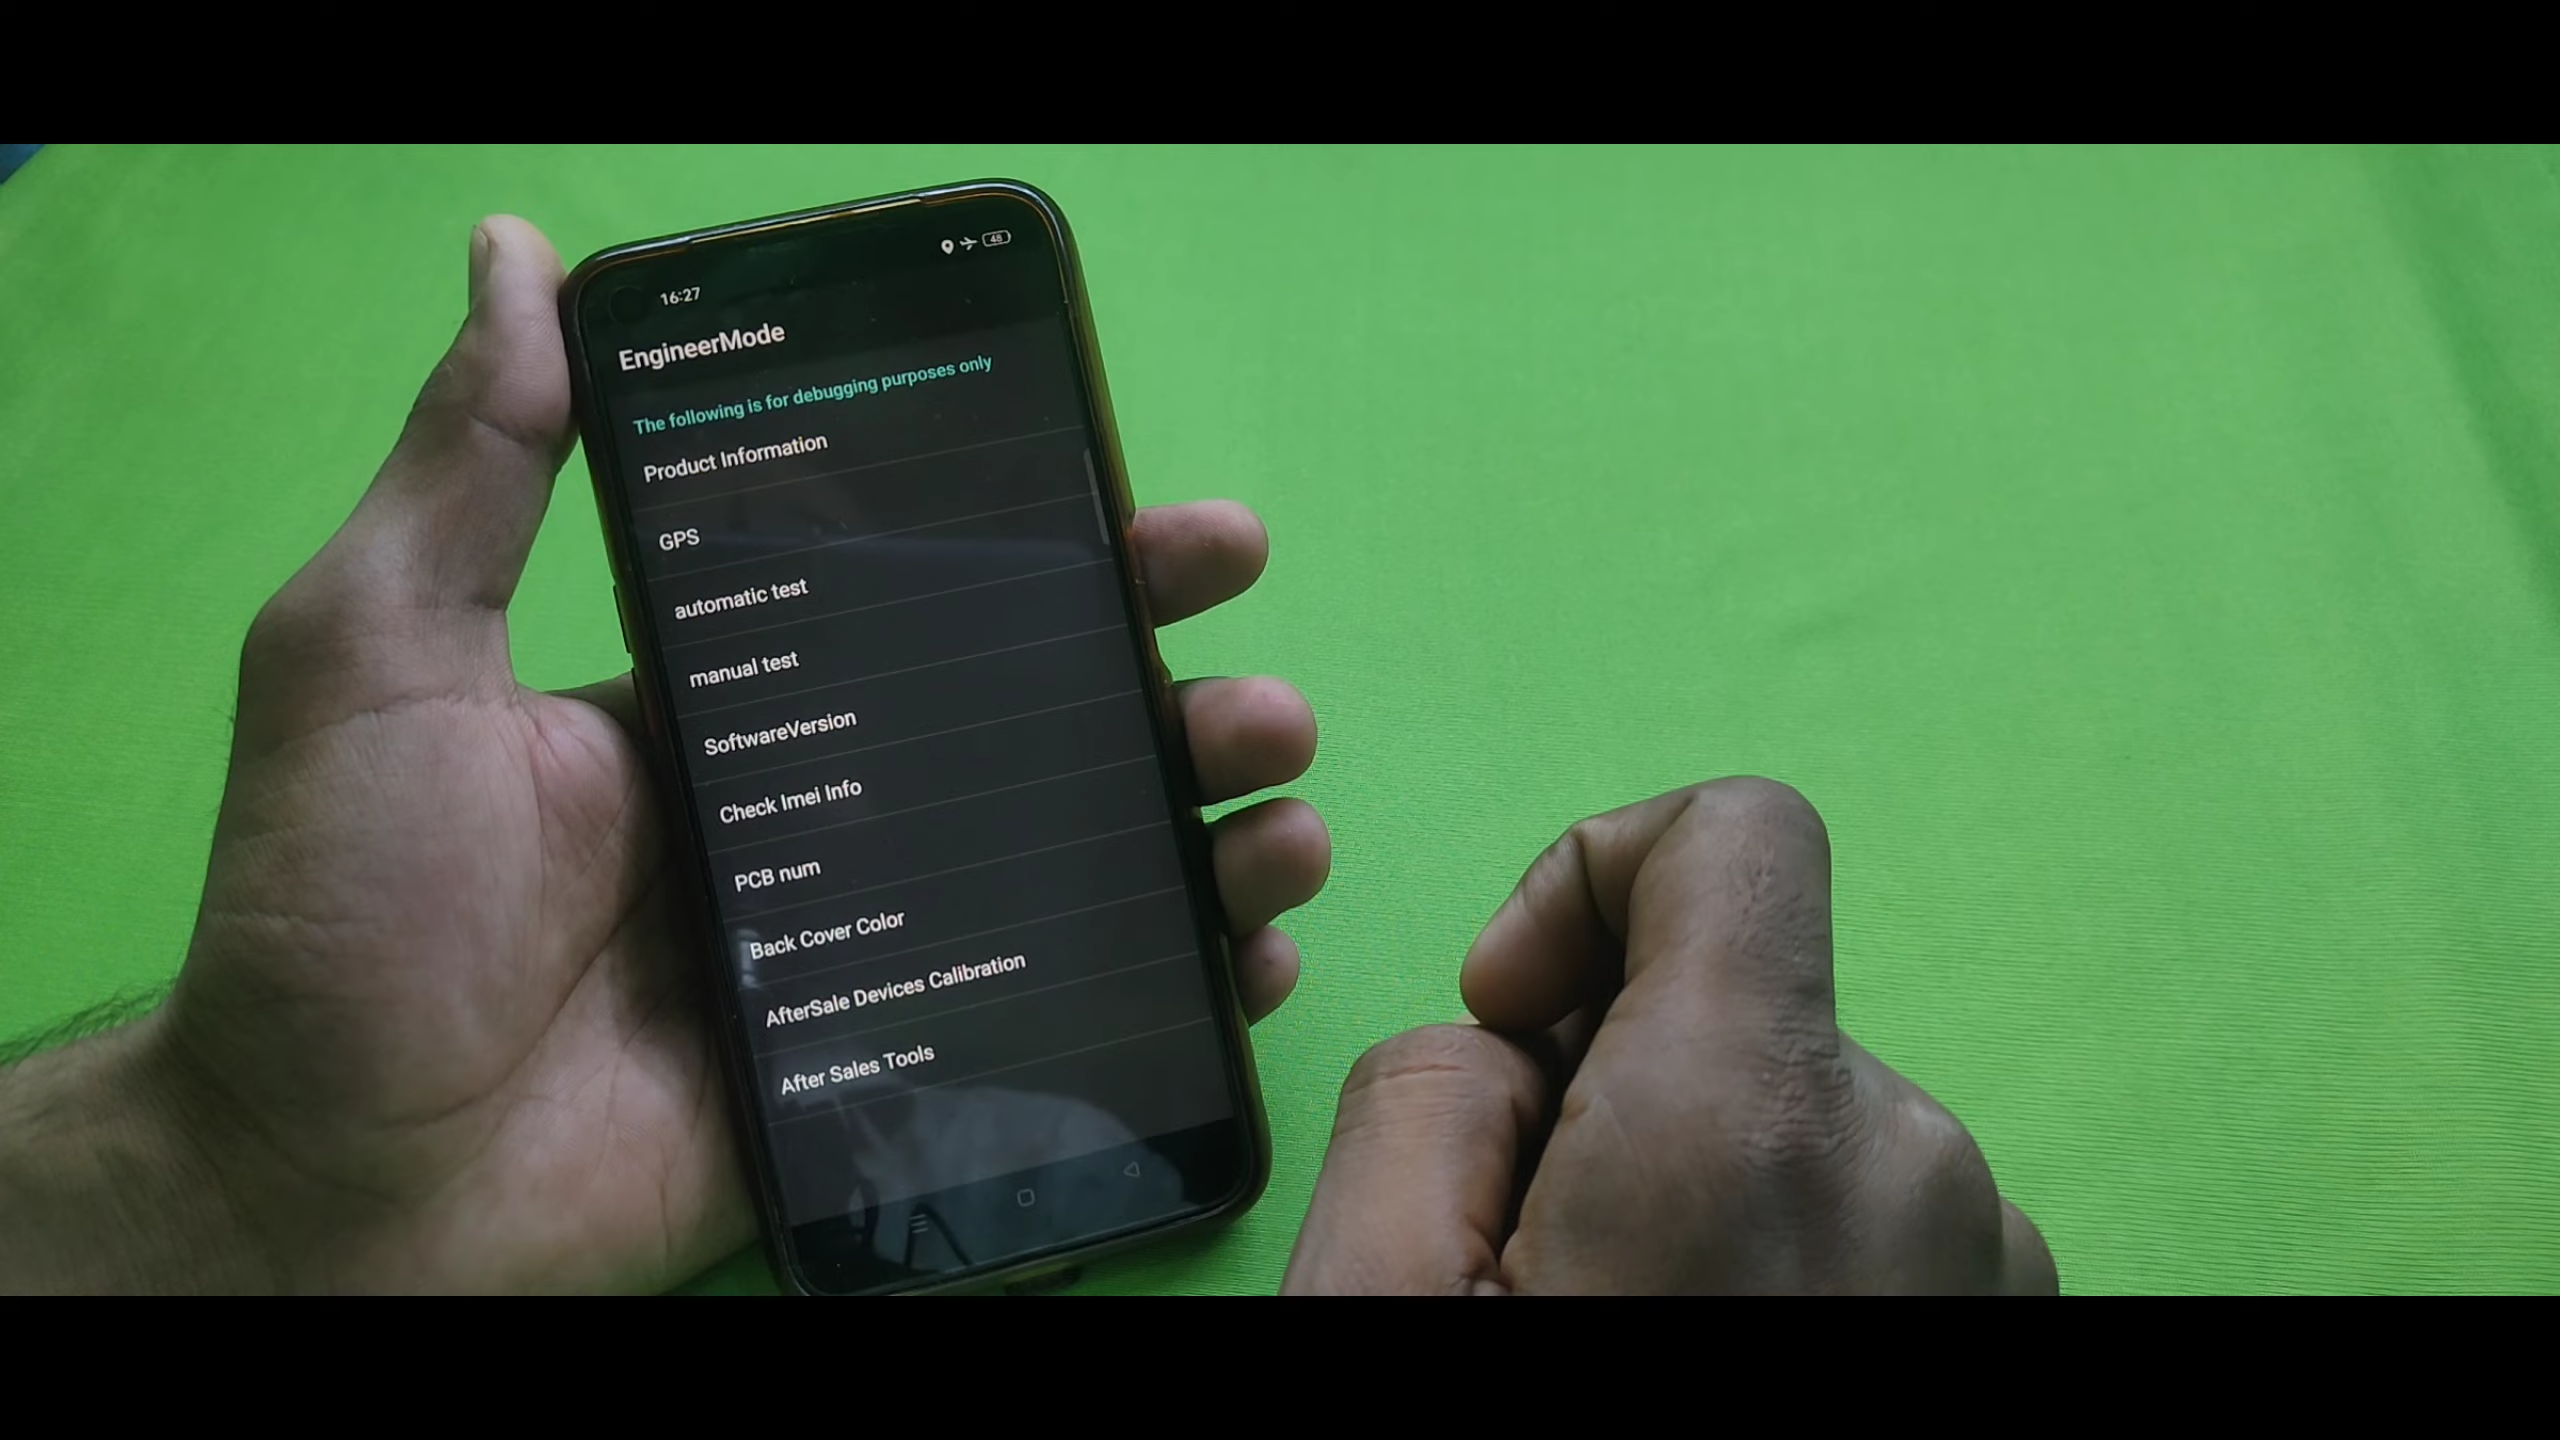 16:27
48
EngineerMode
The following is for debugging purposes only
Product Information
GPS
automatic test
manual test
SoftwareVersion
Check Imei Info
PCB num
Back Cover Color
AfterSale Devices Calibration
After Sales Tools